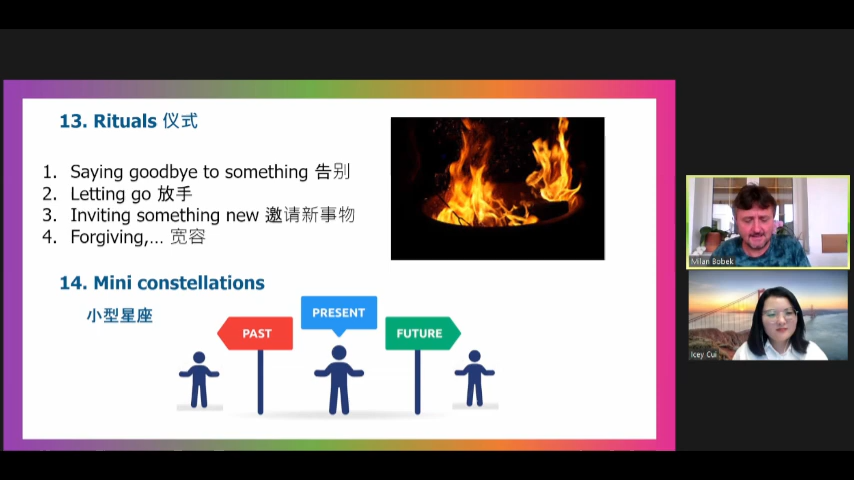 13. Rituals 仪式
1. Saying goodbye to something 告别
2. Letting go 放手
3. Inviting something new 邀请新事物
4. Forgiving,... 宽容
14. Mini constellations
小型星座
PAST
PRESENT
FUTURE
Milan Bobek
Icey Cui